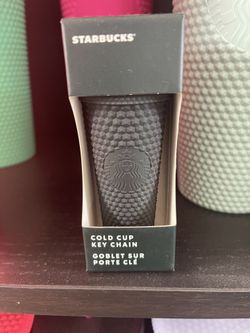 STARBUCKS®
COLD CUP
KEY CHAIN
GOBLET SUR
PORTE CLÉ